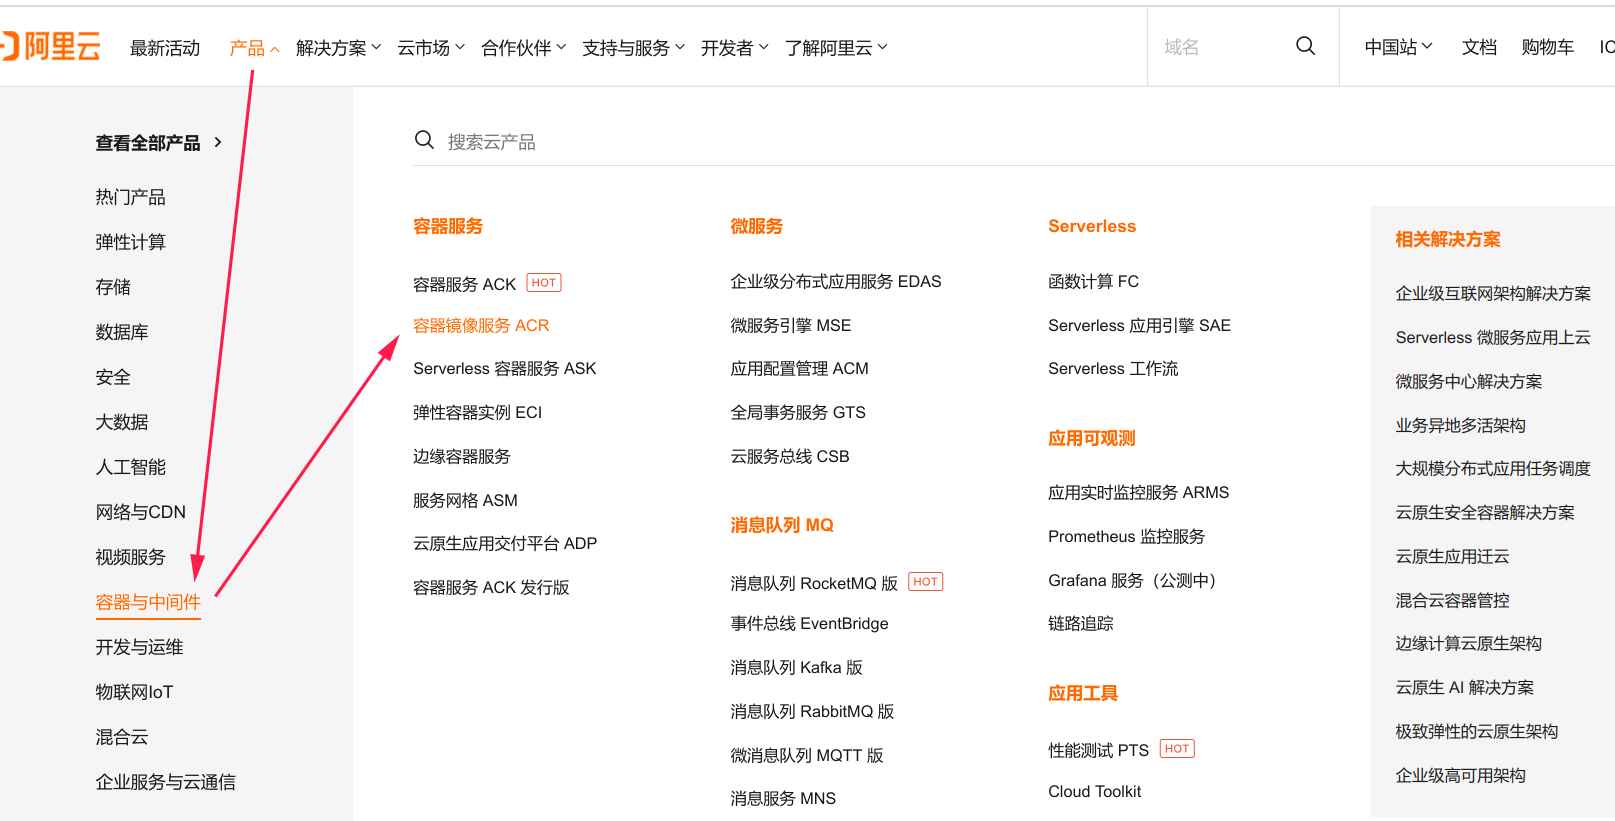 阿里云
最新活动 产品 解决方案 云市场 合作伙伴 支持与服务 开发者 了解阿里云 域名 中国站 文档 购物车
查看全部产品
热门产品
弹性计算
存储
数据库
安全
大数据
人工智能
网络与CDN
视频服务
容器与中间件
开发与运维
物联网IoT
混合云
企业服务与云通信
搜索云产品
容器服务
容器服务 ACK HOT
容器镜像服务 ACR
Serverless 容器服务 ASK
弹性容器实例 ECI
边缘容器服务
服务网格 ASM
云原生应用交付平台 ADP
容器服务 ACK 发行版
微服务
企业级分布式应用服务 EDAS
微服务引擎 MSE
应用配置管理 ACM
全局事务服务 GTS
云服务总线 CSB
消息队列 MQ
消息队列 RocketMQ 版 HOT
事件总线 EventBridge
消息队列 Kafka 版
消息队列 RabbitMQ 版
微消息队列 MQTT 版
消息服务 MNS
Serverless
函数计算 FC
Serverless 应用引擎 SAE
Serverless 工作流
应用可观测
应用实时监控服务 ARMS
Prometheus 监控服务
Grafana 服务（公测中）
链路追踪
应用工具
性能测试 PTS HOT
Cloud Toolkit
相关解决方案
企业级互联网架构解决方案
Serverless 微服务应用上云
微服务中心解决方案
业务异地多活架构
大规模分布式应用任务调度
云原生安全容器解决方案
云原生应用迁云
混合云容器管控
边缘计算云原生架构
云原生 AI 解决方案
极致弹性的云原生架构
企业级高可用架构